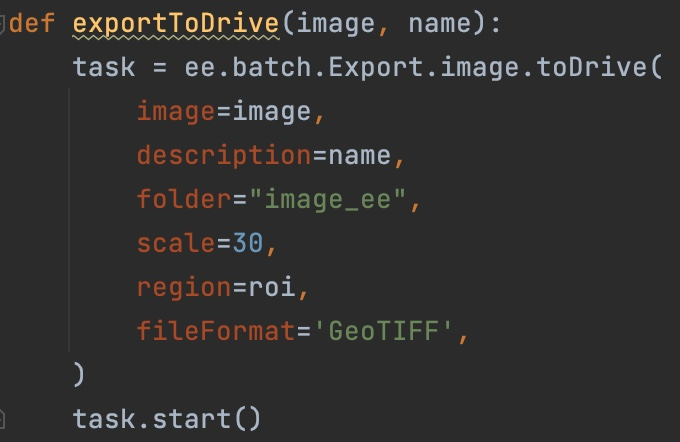 def exportToDrive(image, name):
    task = ee.batch.Export.image.toDrive(
        image=image,
        description=name,
        folder="image_ee",
        scale=30,
        region=roi,
        fileFormat='GeoTIFF',
    )
    task.start()